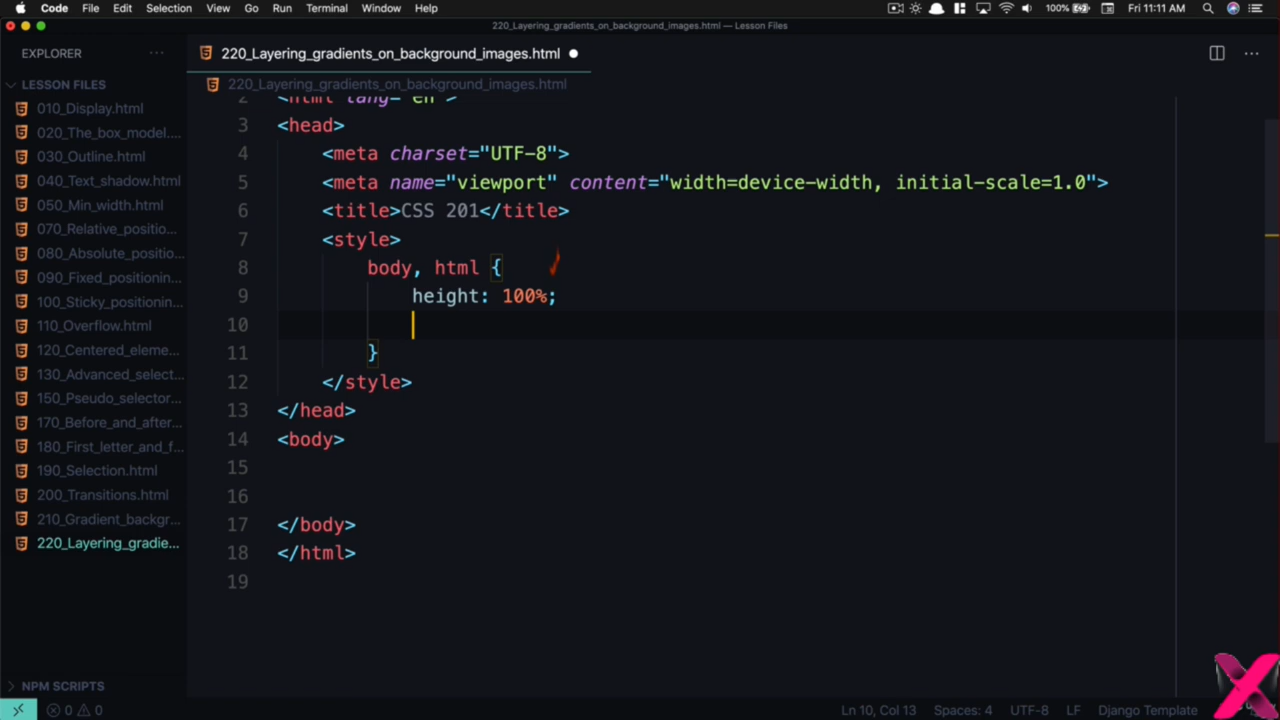 Code File Edit Selection View Go Run Terminal Window Help 100% Fri 11:11 AM
220_Layering_gradients_on_background_images.html — Lesson Files
EXPLORER
220_Layering_gradients_on_background_images.html
LESSON FILES
220_Layering_gradients_on_background_images.html
010_Display.html
020_The_box_model....
030_Outline.html
040_Text_shadow.html
050_Min_width.html
070_Relative_positio...
080_Absolute_positio...
090_Fixed_positionin...
100_Sticky_positionin...
110_Overflow.html
120_Centered_eleme...
130_Advanced_select...
150_Pseudo_selector...
170_Before_and_after...
180_First_letter_and_f...
190_Selection.html
200_Transitions.html
210_Gradient_backgr...
220_Layering_gradie...
NPM SCRIPTS
2 <html lang="en">
3 <head>
4 <meta charset="UTF-8">
5 <meta name="viewport" content="width=device-width, initial-scale=1.0">
6 <title>CSS 201</title>
7 <style>
8 body, html {
9 height: 100%;
10
11 }
12 </style>
13 </head>
14 <body>
15
16
17 </body>
18 </html>
19
0 0 Ln 10, Col 13 Spaces: 4 UTF-8 LF Django Template
X